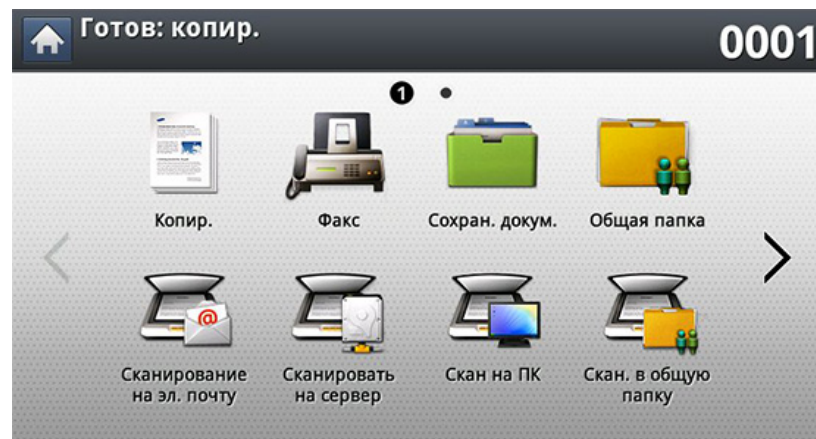 Готов: копир.
0001
1
Копир.
Факс
Сохран. докум.
Общая папка
Сканирование
на эл. почту
Сканировать
на сервер
Скан на ПК
Скан. в общую
папку